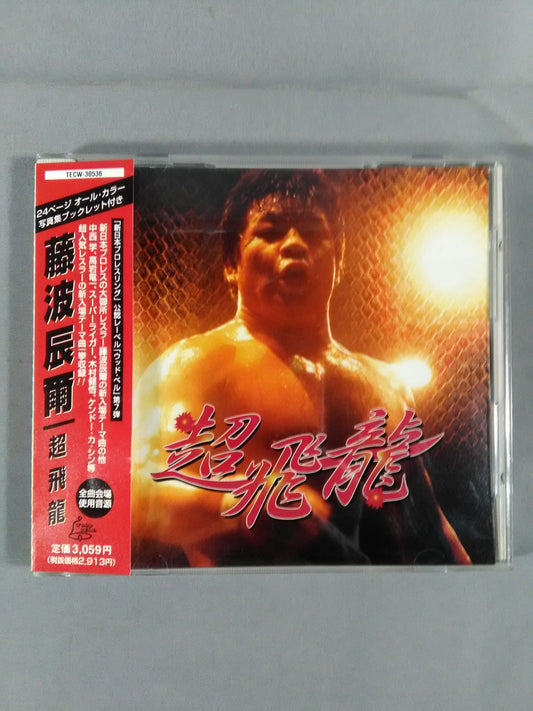 TECW-30536
24ページ オール・カラー
写真集ブックレット付き
「新日本プロレスリング」公認レーベル「ウッド・ベル」第7弾
新日本プロレスの大御所レスラー藤波辰爾の新入場テーマ曲の他
中西 学、高岩竜一、スーパーライガー、木村健悟、ケンドー・カ・シン等
超人気レスラーの新入場テーマ曲一挙収録!!
藤波辰爾/超飛龍
全曲会場
使用音源
定価3,059円
(税抜価格2,913円)
超飛龍